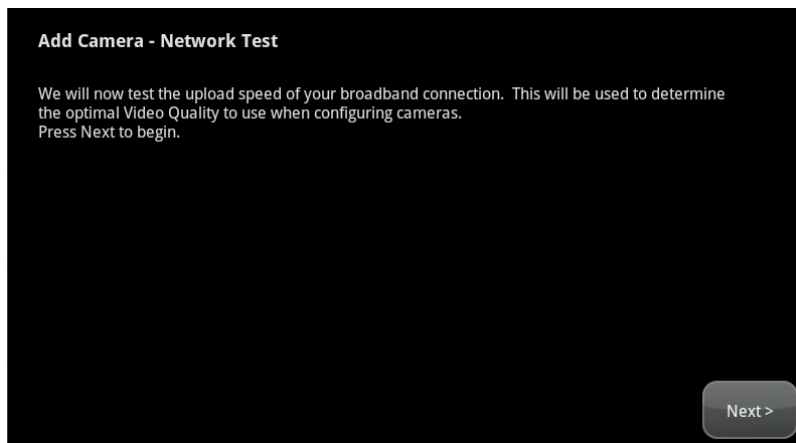 Add Camera - Network Test
We will now test the upload speed of your broadband connection.  This will be used to determine
the optimal Video Quality to use when configuring cameras.
Press Next to begin.
Next >